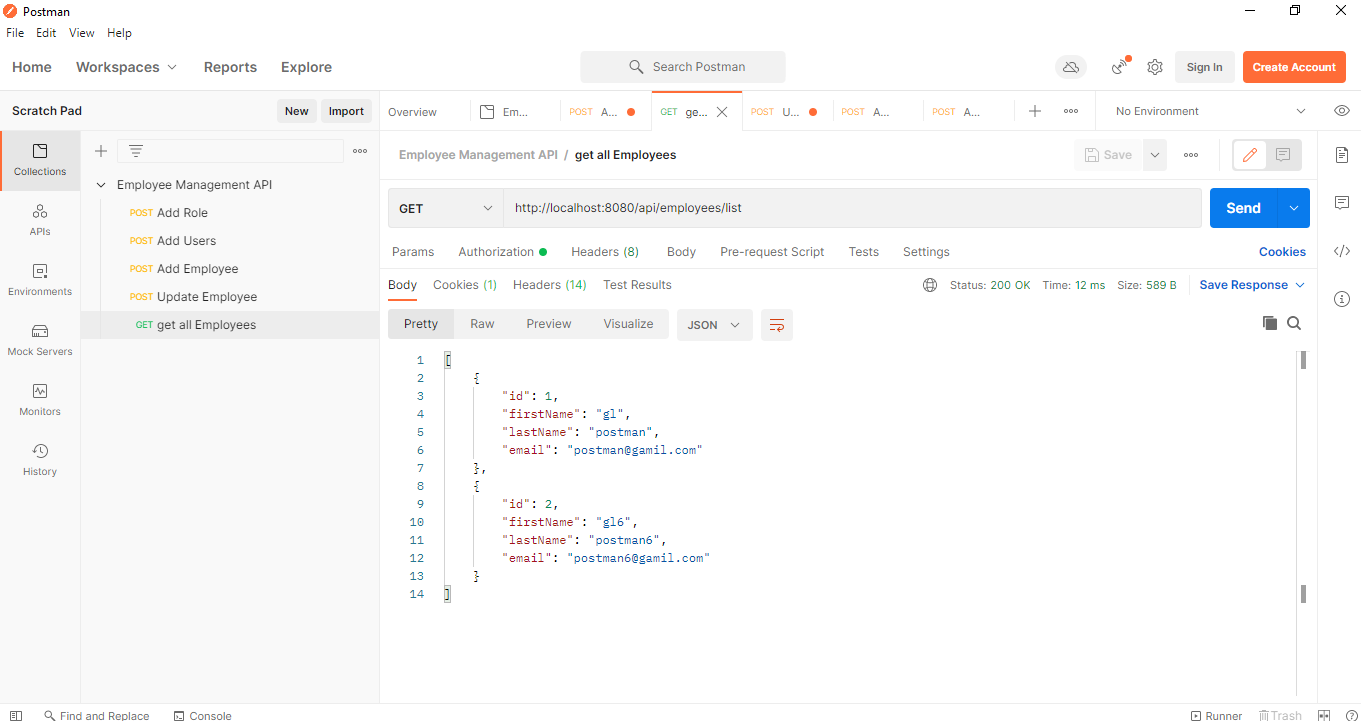 Postman
File Edit View Help
Home Workspaces Reports Explore Search Postman Sign In Create Account
Scratch Pad New Import
Overview Em... POST A... GET ge... POST U... POST A... POST A... No Environment
Collections
APIs
Environments
Mock Servers
Monitors
History
Employee Management API
POST Add Role
POST Add Users
POST Add Employee
POST Update Employee
GET get all Employees
Employee Management API / get all Employees Save
GET http://localhost:8080/api/employees/list Send
Params Authorization Headers (8) Body Pre-request Script Tests Settings Cookies
Body Cookies (1) Headers (14) Test Results Status: 200 OK Time: 12 ms Size: 589 B Save Response
Pretty Raw Preview Visualize JSON
1 [
2 {
3 "id": 1,
4 "firstName": "gl",
5 "lastName": "postman",
6 "email": "postman@gamil.com"
7 },
8 {
9 "id": 2,
10 "firstName": "gl6",
11 "lastName": "postman6",
12 "email": "postman6@gamil.com"
13 }
14 ]
Find and Replace Console Runner Trash